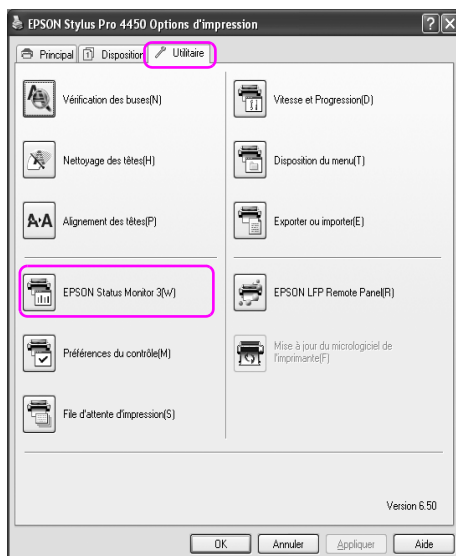 EPSON Stylus Pro 4450 Options d'impression
Principal
Disposition
Utilitaire
Vérification des buses(N)
Vitesse et Progression(D)
Nettoyage des têtes(H)
Disposition du menu(T)
Alignement des têtes(P)
Exporter ou importer(E)
EPSON Status Monitor 3(W)
EPSON LFP Remote Panel(R)
Préférences du contrôle(M)
Mise à jour du micrologiciel de
l'imprimante(F)
File d'attente d'impression(S)
Version 6.50
OK
Annuler
Appliquer
Aide